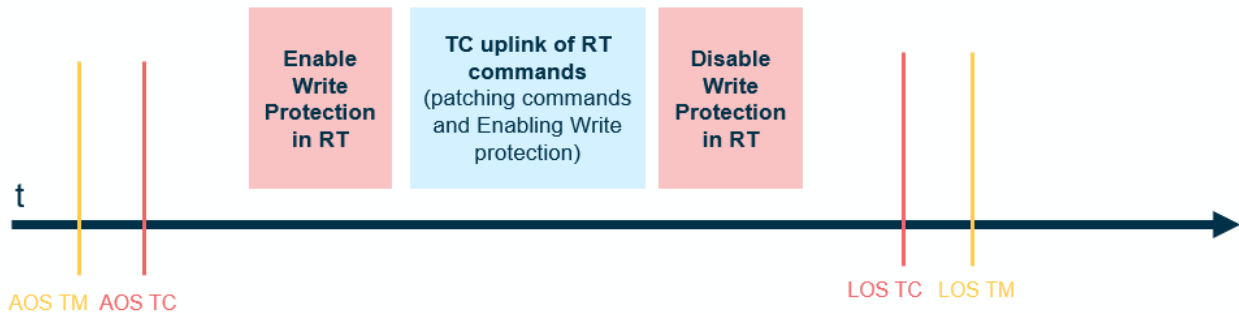 Enable
Write
Protection
in RT
TC uplink of RT
commands
(patching commands
and Enabling Write
protection)
Disable
Write
Protection
in RT
t
AOS TM
AOS TC
LOS TC
LOS TM